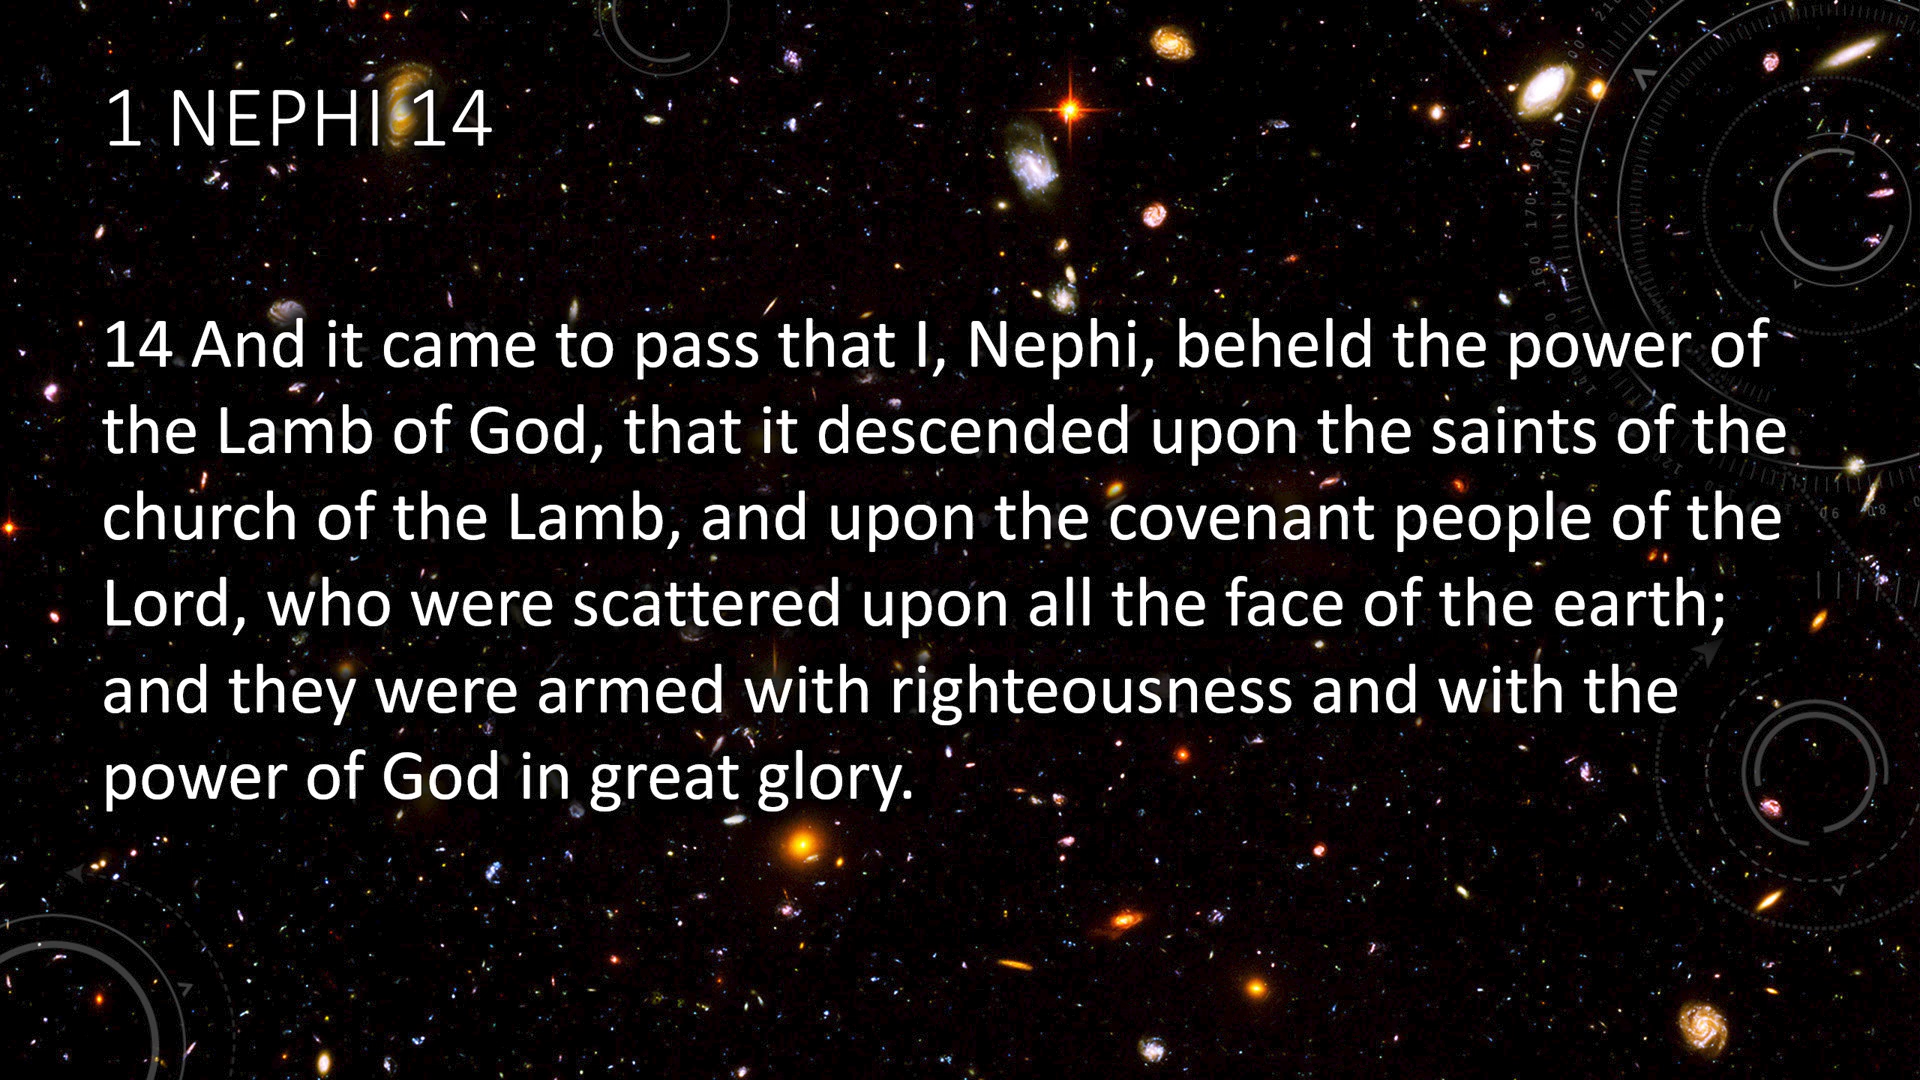 1 NEPHI 14
14 And it came to pass that I, Nephi, beheld the power of
the Lamb of God, that it descended upon the saints of the
church of the Lamb, and upon the covenant people of the
Lord, who were scattered upon all the face of the earth;
and they were armed with righteousness and with the
power of God in great glory.